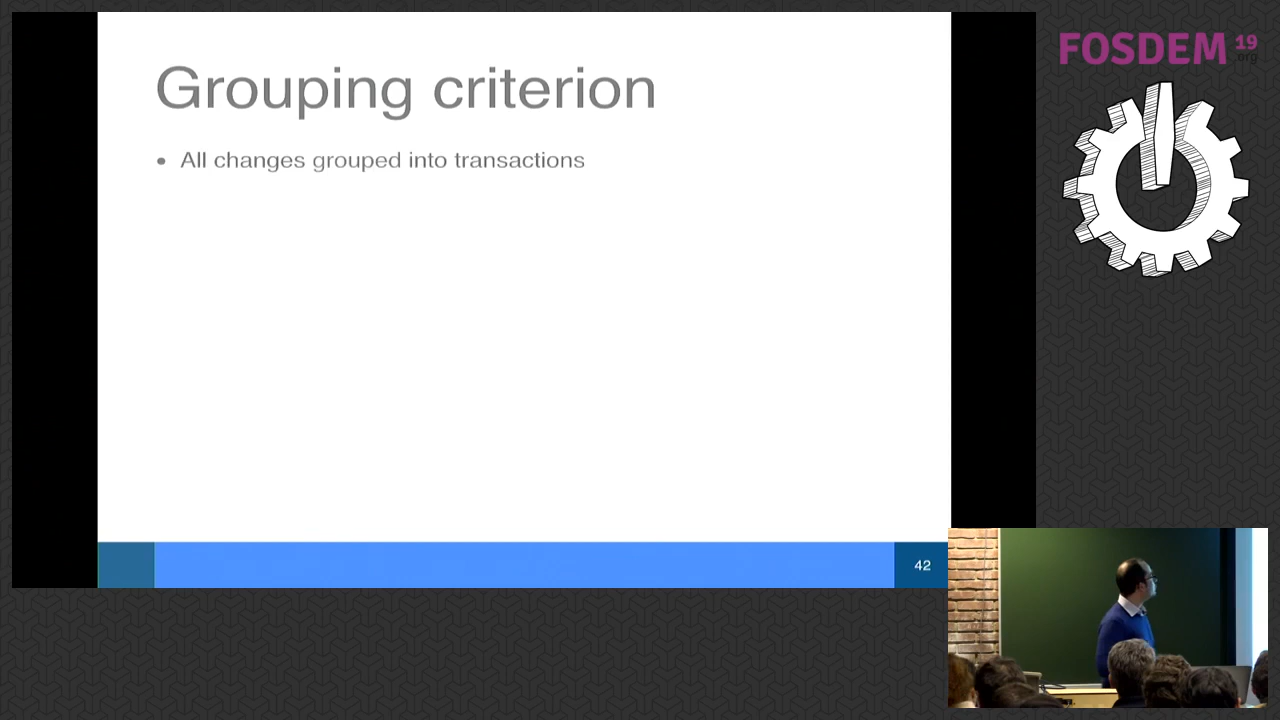 Grouping criterion
• All changes grouped into transactions
42
FOSDEM 19
.org